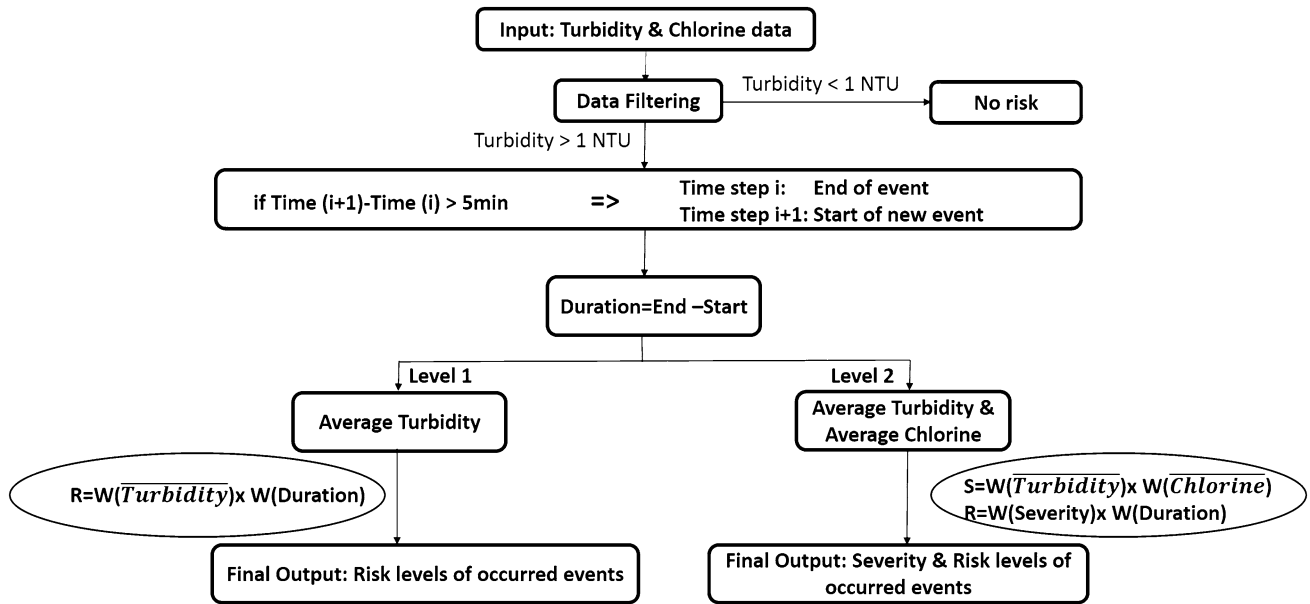 Input: Turbidity & Chlorine data
Data Filtering
Turbidity < 1 NTU
No risk
Turbidity > 1 NTU
if Time (i+1)-Time (i) > 5min
=>
Time step i: End of event
Time step i+1: Start of new event
Duration=End –Start
Level 1
Average Turbidity
R=W(\overline{Turbidity})x W(Duration)
Final Output: Risk levels of occurred events
Level 2
Average Turbidity &
Average Chlorine
S=W(\overline{Turbidity})x W(\overline{Chlorine})
R=W(Severity)x W(Duration)
Final Output: Severity & Risk levels of
occurred events